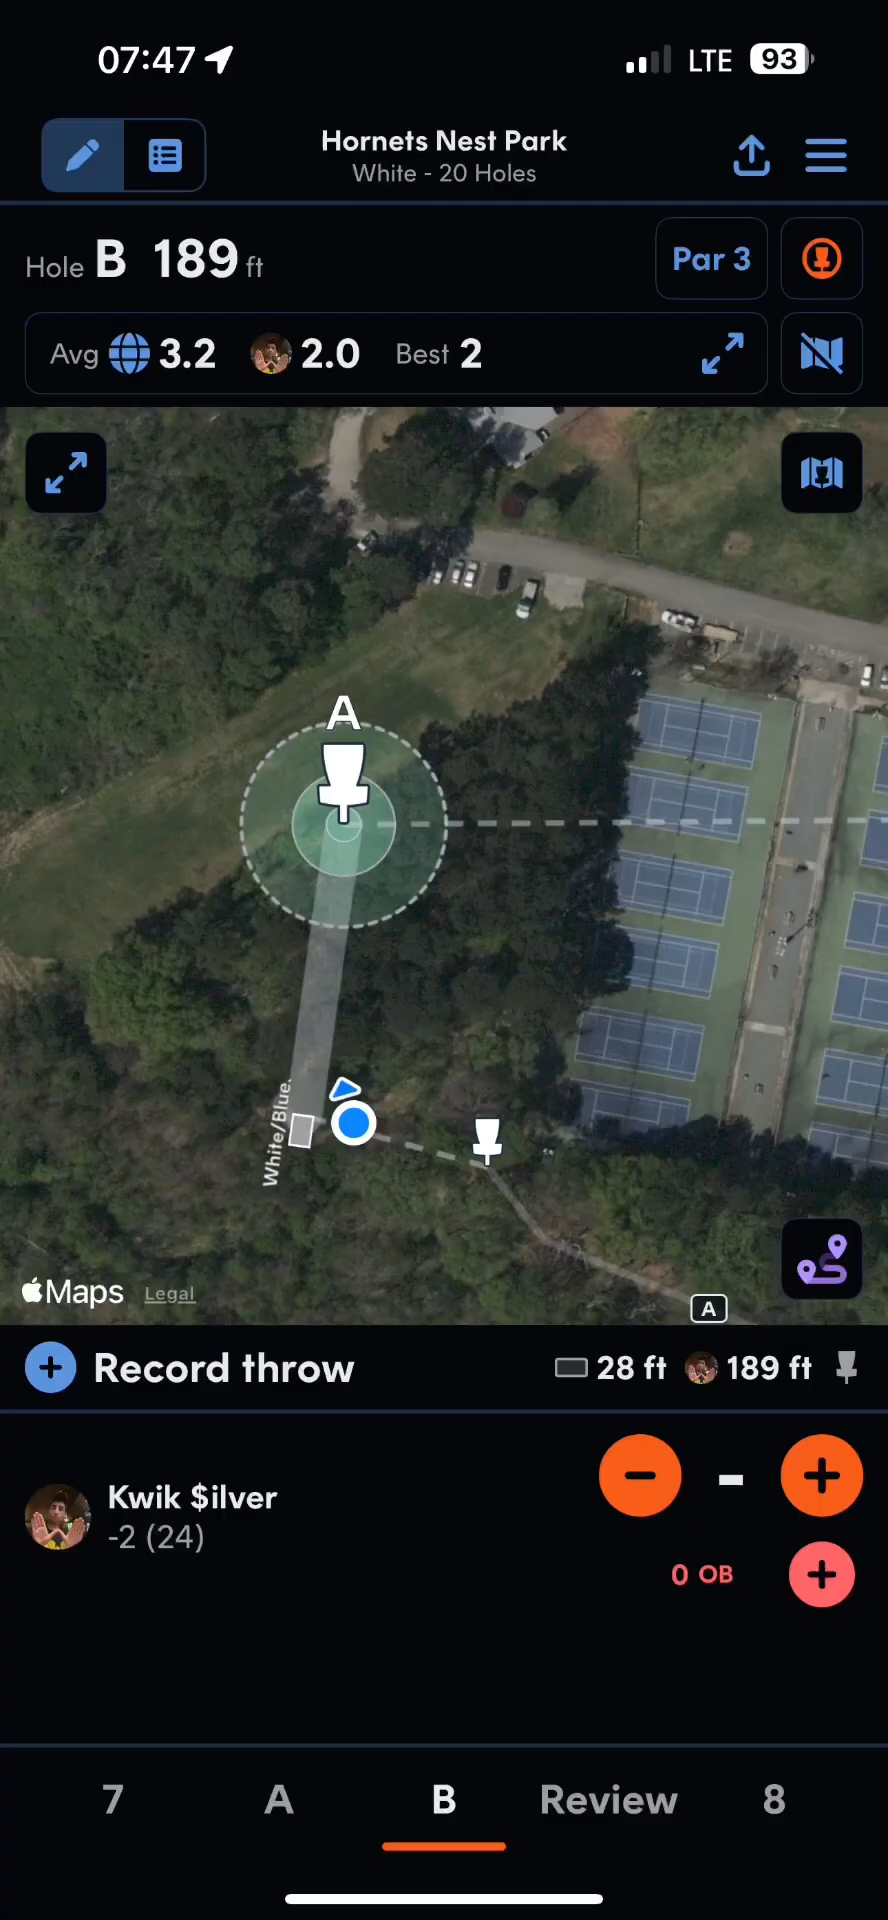 07:47
LTE 93
Hornets Nest Park
White - 20 Holes
Hole B 189 ft
Par 3
Avg 3.2 2.0 Best 2
A
White/Blue.
Maps Legal
A
Record throw 28 ft 189 ft
Kwik $ilver
-2 (24)
-
0 OB
7 A B Review 8